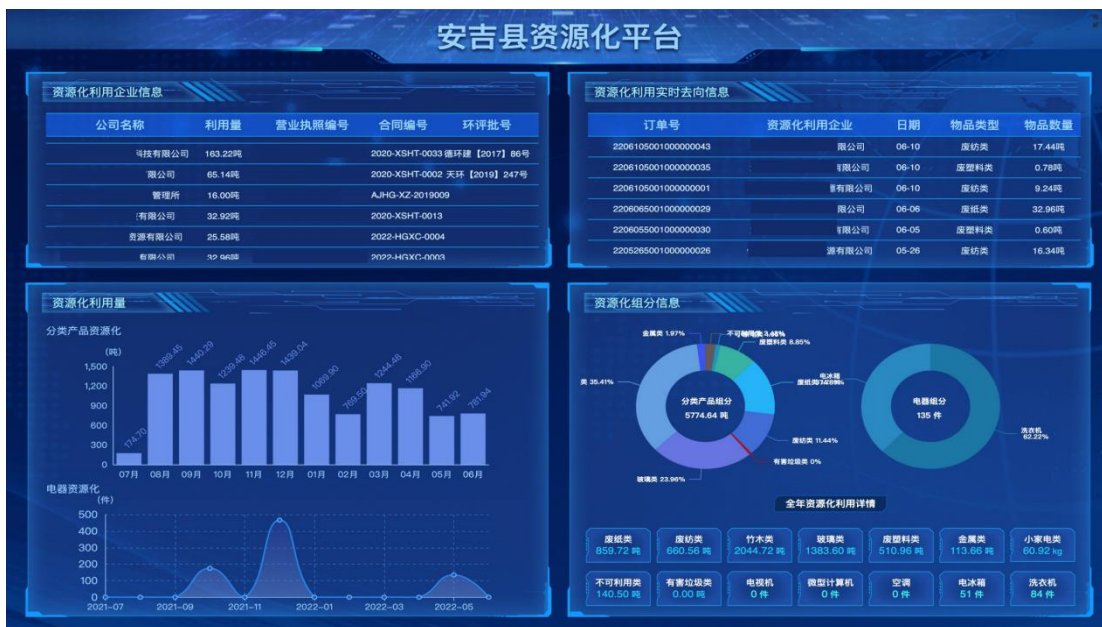 安吉县资源化平台
资源化利用企业信息
公司名称 利用量 营业执照编号 合同编号 环评批号
技有限公司 163.22吨 2020-XSHT-0033 德环建【2017】86号
限公司 65.14吨 2020-XSHT-0002 天环【2019】247号
管理所 16.00吨 AJHG-XZ-2019009
有限公司 32.92吨 2020-XSHT-0013
资源有限公司 25.58吨 2022-HGXC-0004
有限公司 32.96吨 2022-HGXC-0003
资源化利用实时去向信息
订单号 资源化利用企业 日期 物品类型 物品数量
2206105001000000043 限公司 06-10 废纺类 17.44吨
2206105001000000035 限公司 06-10 废塑料类 0.78吨
2206105001000000001 有限公司 06-10 废纺类 9.24吨
2206065001000000029 限公司 06-06 废纸类 32.96吨
2206055001000000030 限公司 06-05 废塑料类 0.60吨
2205265001000000026 源有限公司 05-26 废纺类 16.34吨
资源化利用量
分类产品资源化
(吨)
174.70 1389.45 1440.29 1239.48 1446.45 1439.04 1069.90 769.50 1244.48 1166.90 741.92 781.94
1,500
1,200
900
600
300
0
07月 08月 09月 10月 11月 12月 01月 02月 03月 04月 05月 06月
电器资源化
(件)
500
400
300
200
100
0
2021-07 2021-09 2021-11 2022-01 2022-03 2022-05
资源化组分信息
金属类 1.97%
不可
废塑料类 8.85%
类 35.41%
废纺类 11.44%
有害垃圾类 0%
玻璃类 23.96%
分类产品组分
5774.64 吨
电冰箱
电器组分
135 件
洗衣机
62.22%
全年资源化利用详情
废纸类 废纺类 竹木类 玻璃类 废塑料类 金属类 小家电类
859.72 吨 660.56 吨 2044.72 吨 1383.60 吨 510.96 吨 113.66 吨 60.92 kg
不可利用类 有害垃圾类 电视机 微型计算机 空调 电冰箱 洗衣机
140.50 吨 0.00 吨 0 件 0 件 0 件 51 件 84 件